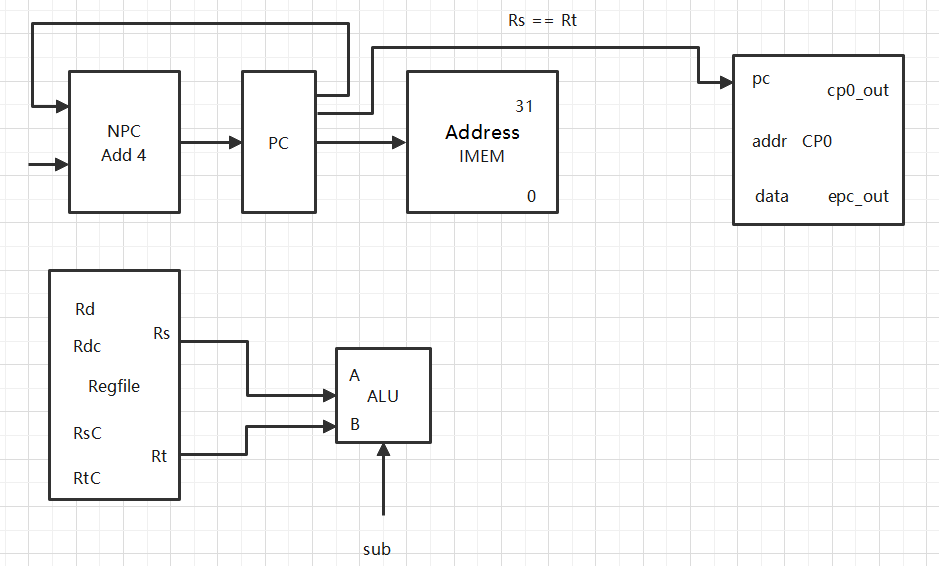 Rs == Rt
NPC
Add 4
PC
31
Address
IMEM
0
pc
cp0_out
addr
CP0
data
epc_out
Rd
Rs
Rdc
Regfile
RsC
Rt
RtC
A
ALU
B
sub